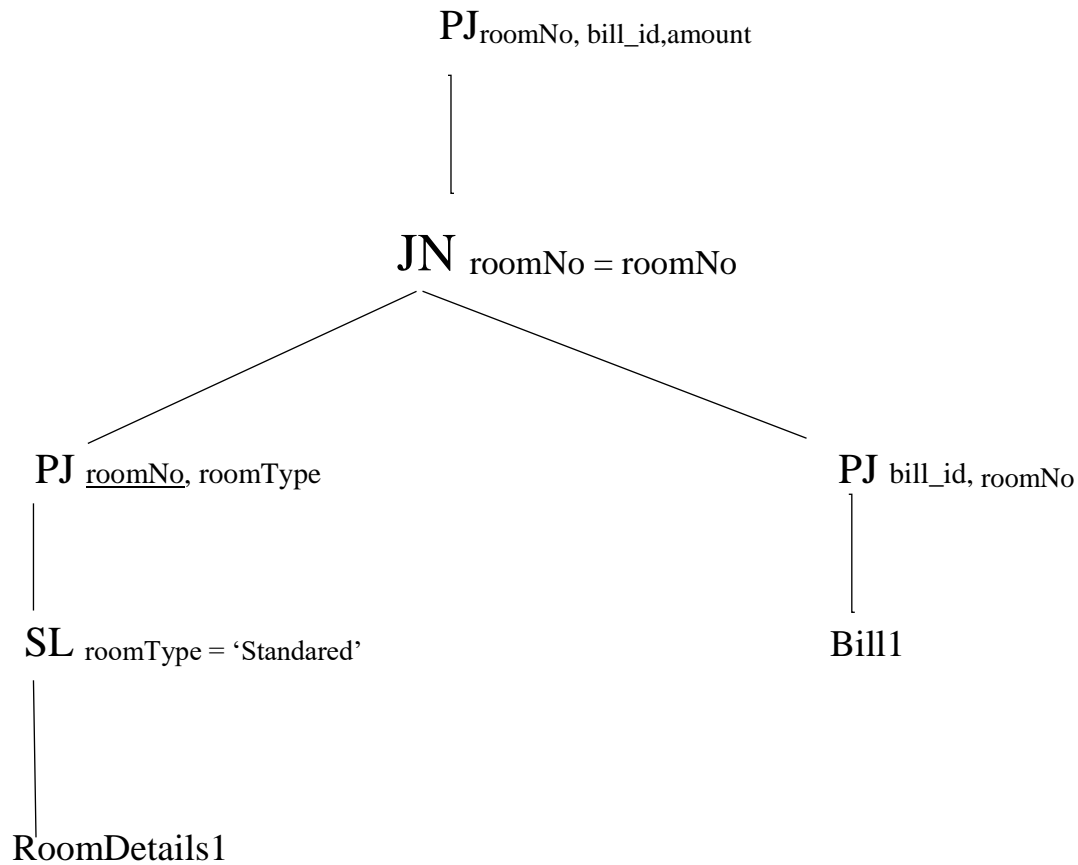 PJroomNo, bill_id,amount
JN roomNo = roomNo
PJ roomNo, roomType
PJ bill_id, roomNo
SL roomType = ‘Standared’
Bill1
RoomDetails1